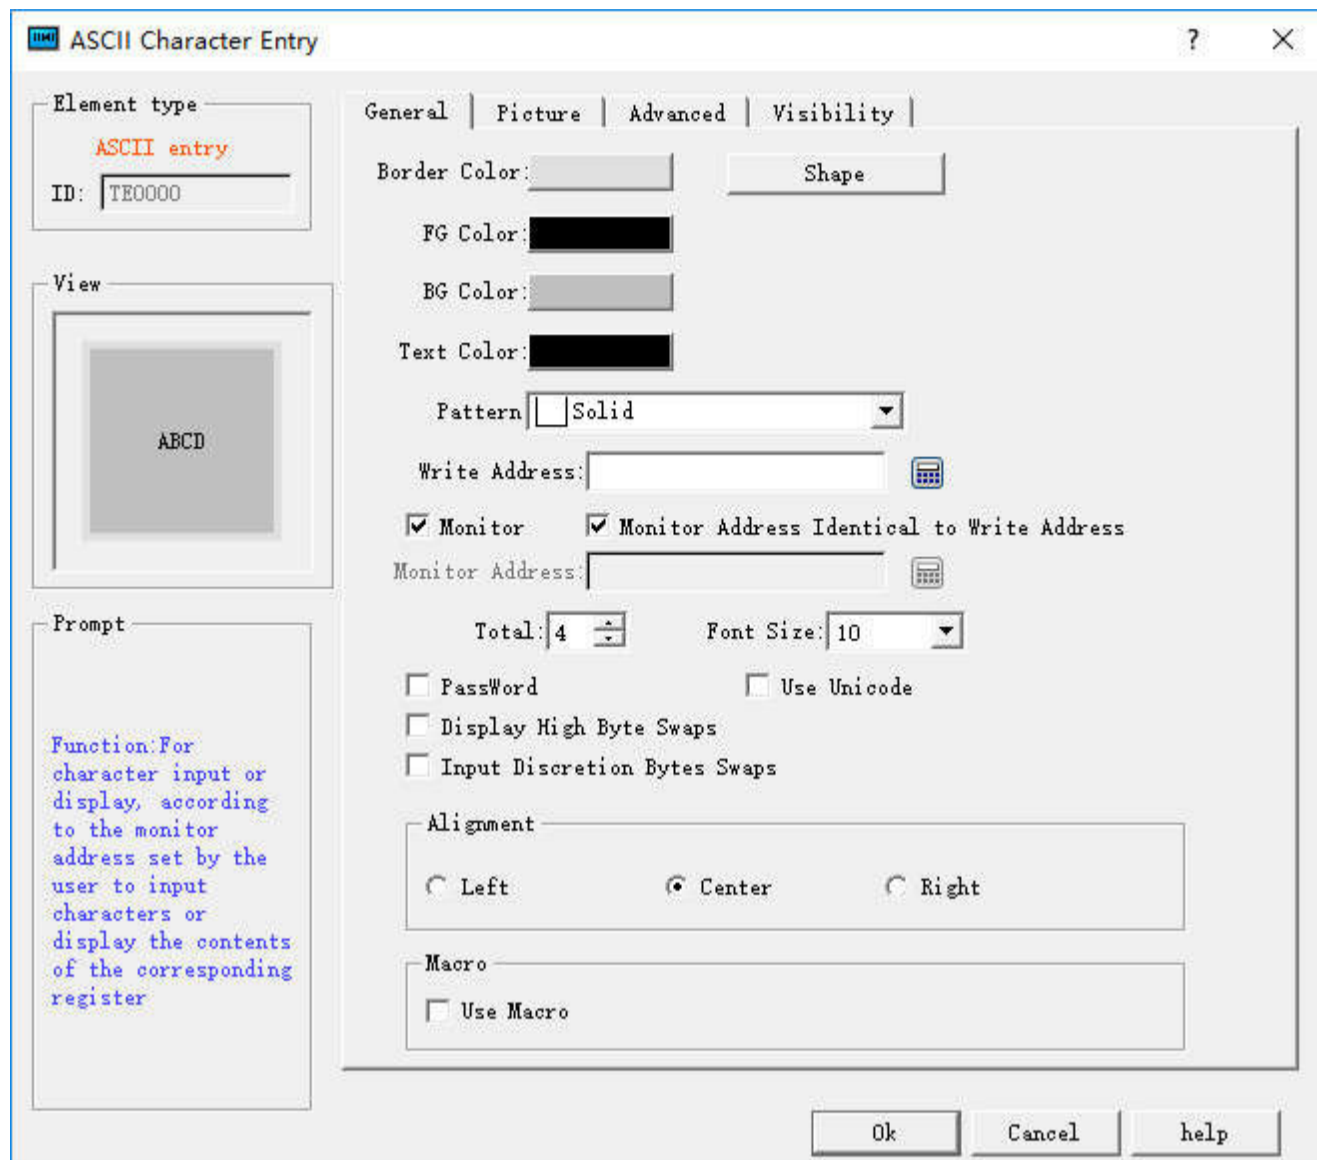 ASCII Character Entry
Element type
ASCII entry
ID: TE0000
View
ABCD
Prompt
Function:For
character input or
display, according
to the monitor
address set by the
user to input
characters or
display the contents
of the corresponding
register
General Picture Advanced Visibility
Border Color: Shape
FG Color:
BG Color:
Text Color:
Pattern Solid
Write Address:
Monitor Monitor Address Identical to Write Address
Monitor Address:
Total: 4 Font Size: 10
PassWord Use Unicode
Display High Byte Swaps
Input Discretion Bytes Swaps
Alignment
Left Center Right
Macro
Use Macro
Ok Cancel help